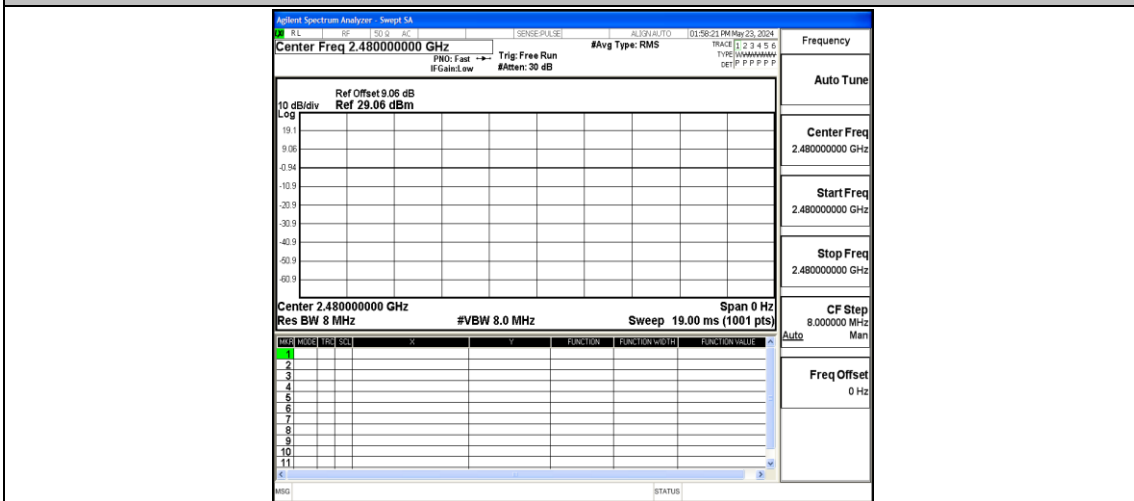 Agilent Spectrum Analyzer - Swept SA
RL RF 50 Ω AC SENSE:PULSE ALIGNAUTO 01:58:21 PM May 23, 2024
Center Freq 2.480000000 GHz
PNO: Fast
IFGain:Low
Trig: Free Run
#Atten: 30 dB
#Avg Type: RMS
TRACE 1 2 3 4 5 6
TYPE
DET P P P P P P
Ref Offset 9.06 dB
10 dB/div Ref 29.06 dBm
Log
19.1
9.06
-0.94
-10.9
-20.9
-30.9
-40.9
-50.9
-60.9
Center 2.480000000 GHz Span 0 Hz
Res BW 8 MHz #VBW 8.0 MHz Sweep 19.00 ms (1001 pts)
MKR MODE TRC SCL X Y FUNCTION FUNCTION WIDTH FUNCTION VALUE
1
2
3
4
5
6
7
8
9
10
11
MSG STATUS
Frequency
Auto Tune
Center Freq
2.480000000 GHz
Start Freq
2.480000000 GHz
Stop Freq
2.480000000 GHz
CF Step
8.000000 MHz
Auto Man
Freq Offset
0 Hz